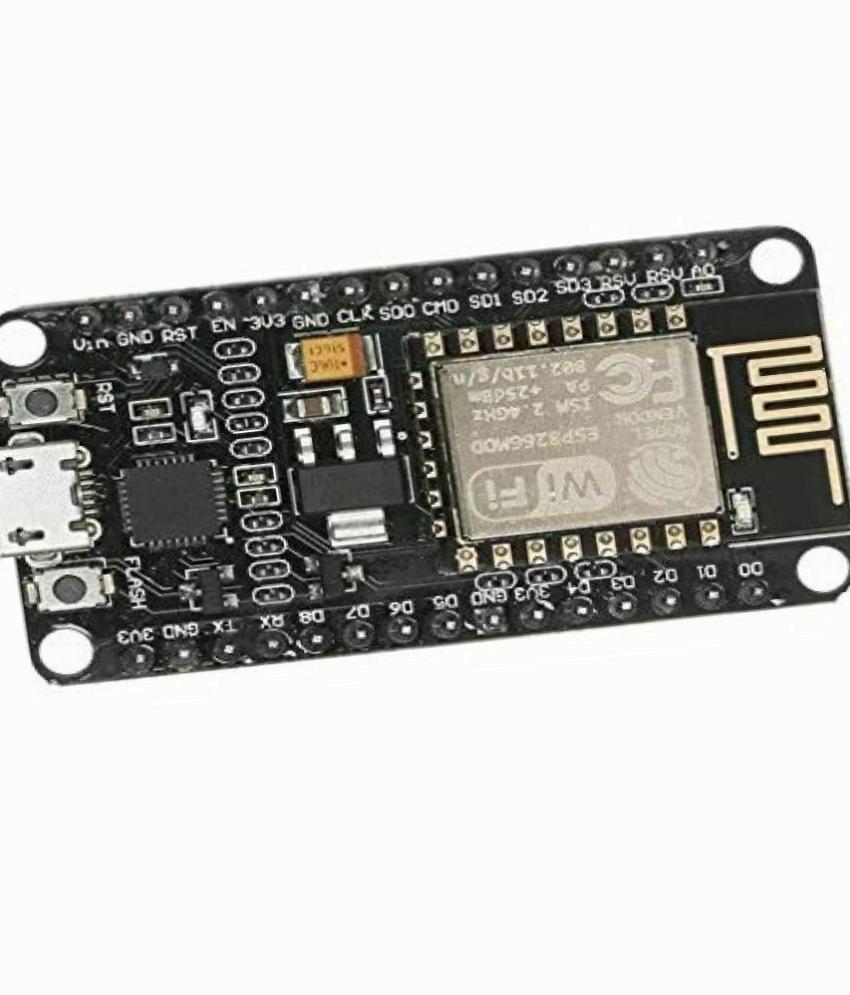 Vin GND RST EN 3V3 GND CLK SD0 CMD SD1 SD2 SD3 RSV RSV A0
RST
FLASH
MODEL
VENDOR
ESP8266MOD
ISM 2.4GHz
PA +25dBm
802.11b/g/n
FC
WiFi
3V3 GND TX RX D8 D7 D6 D5 GND 3V3 D4 D3 D2 D1 D0